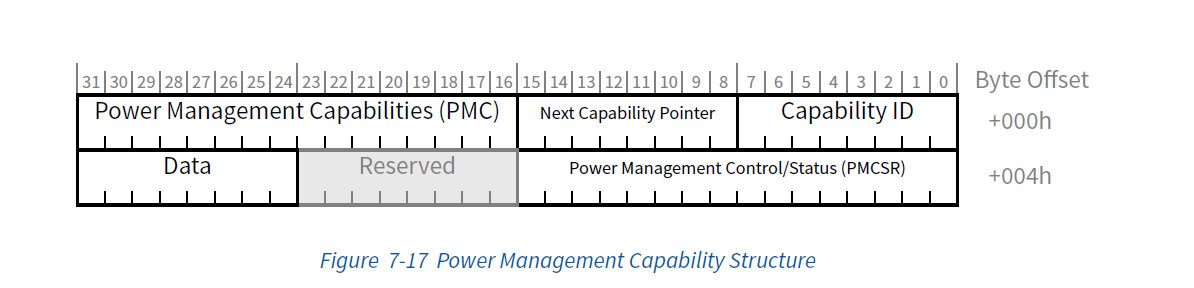 31 30 29 28 27 26 25 24 23 22 21 20 19 18 17 16 15 14 13 12 11 10 9 8 7 6 5 4 3 2 1 0 Byte Offset
Power Management Capabilities (PMC) Next Capability Pointer Capability ID +000h
Data Reserved Power Management Control/Status (PMCSR) +004h
Figure 7-17 Power Management Capability Structure